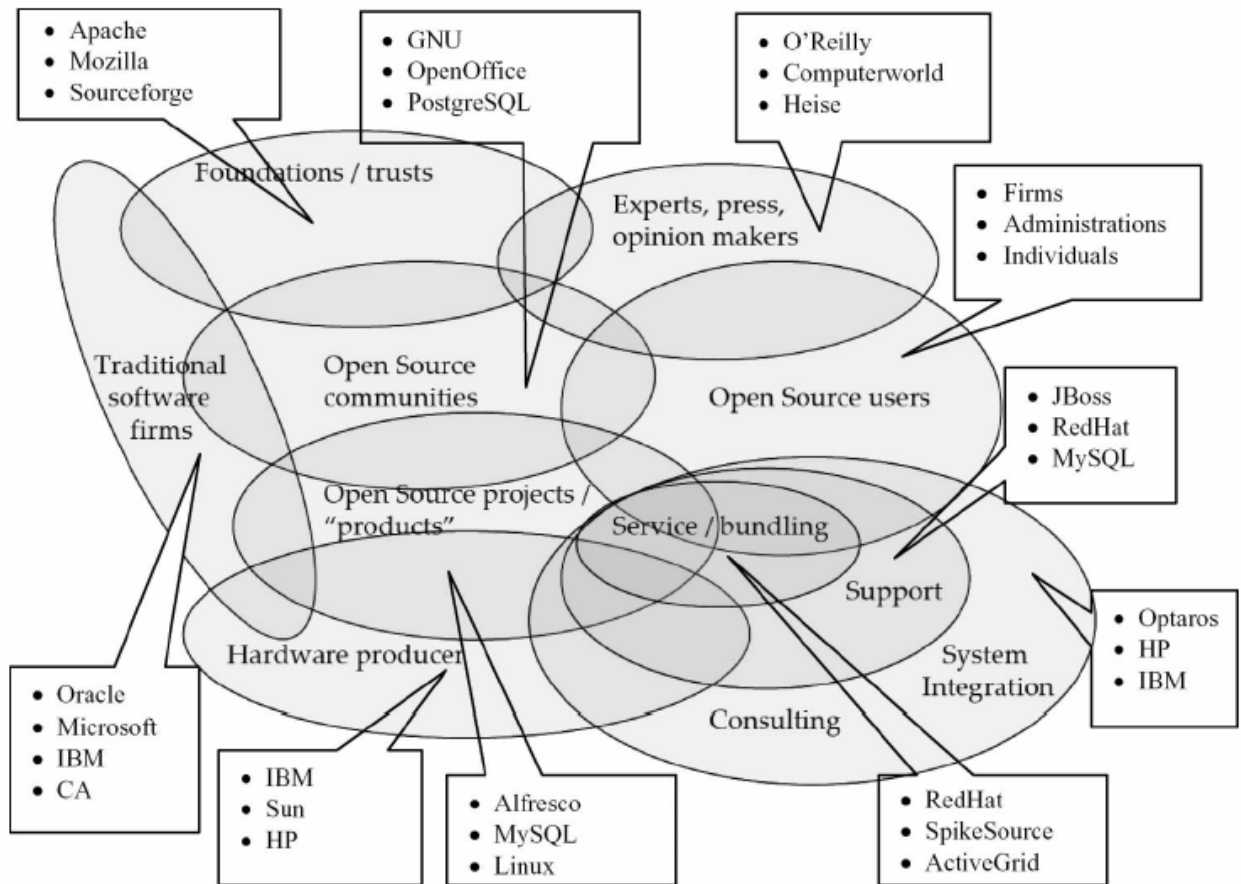 • Apache
• Mozilla
• Sourceforge
• GNU
• OpenOffice
• PostgreSQL
• O'Reilly
• Computerworld
• Heise
Foundations / trusts
Experts, press,
opinion makers
• Firms
• Administrations
• Individuals
Traditional
software
firms
Open Source
communities
Open Source users
• JBoss
• RedHat
• MySQL
Open Source projects /
“products”
Service / bundling
Support
Hardware producer
System
Integration
Consulting
• Optaros
• HP
• IBM
• Oracle
• Microsoft
• IBM
• CA
• IBM
• Sun
• HP
• Alfresco
• MySQL
• Linux
• RedHat
• SpikeSource
• ActiveGrid